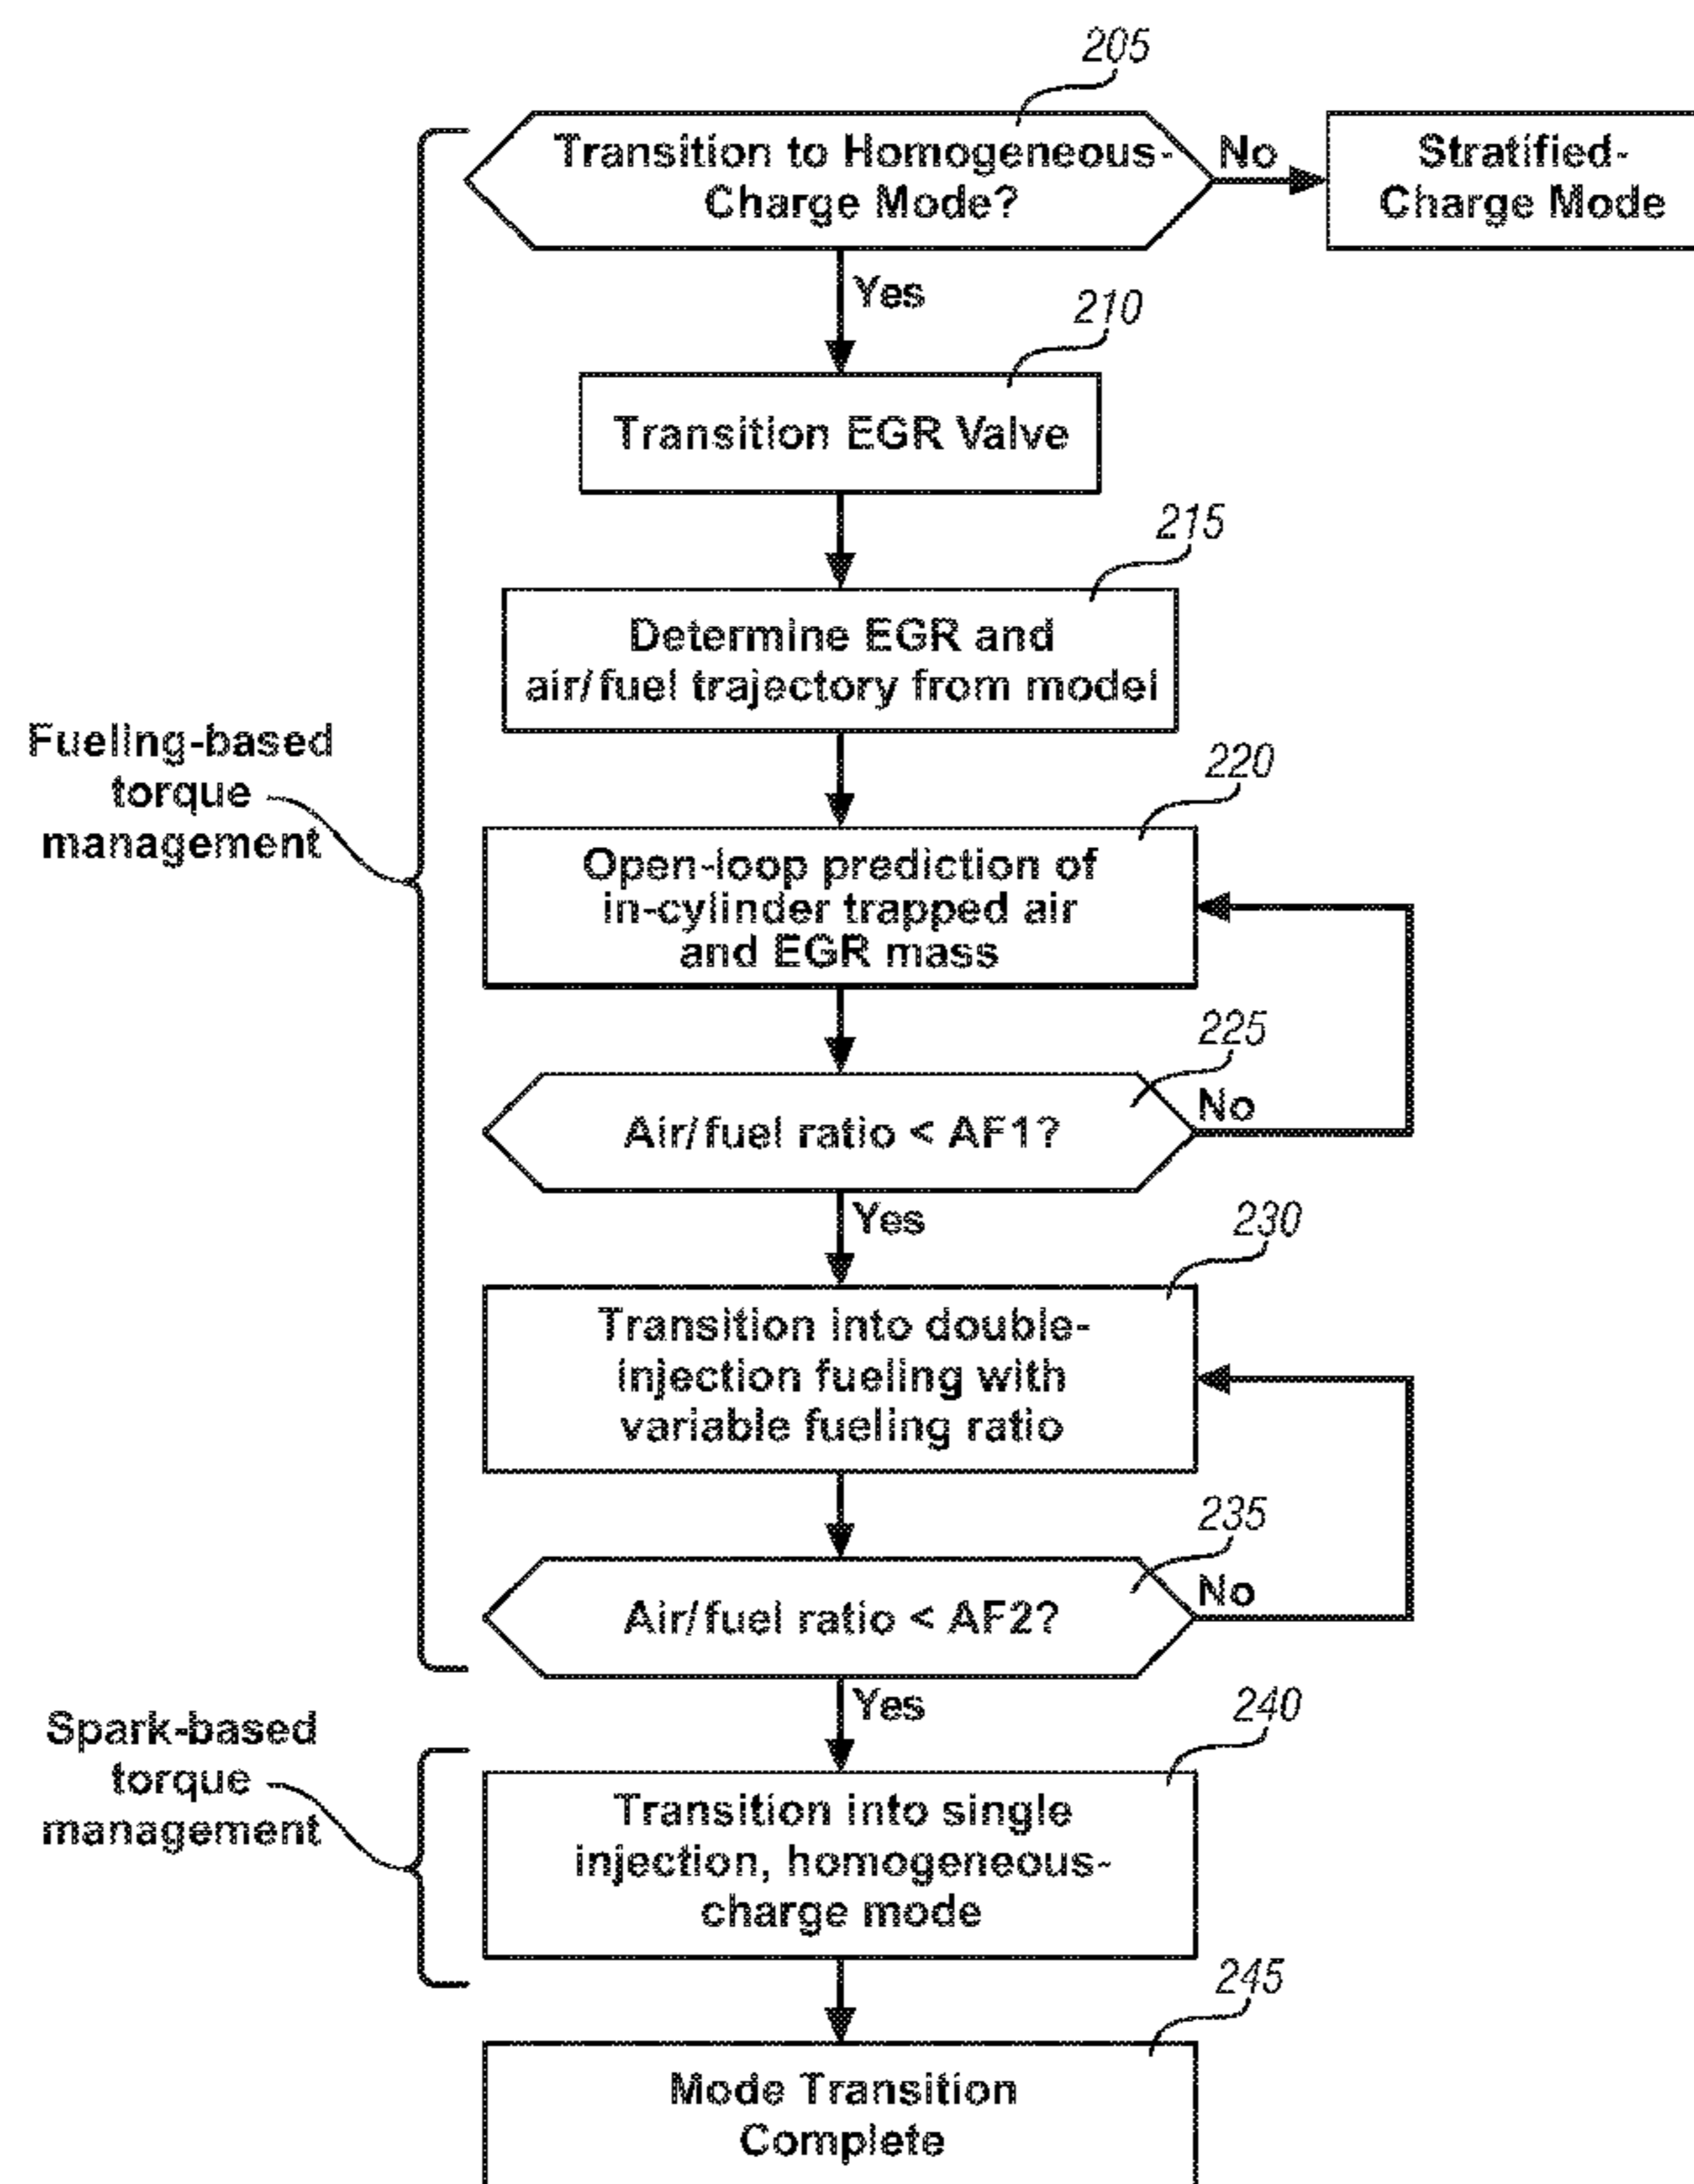 205
Transition to Homogeneous-
Charge Mode?
No
Stratified-
Charge Mode
Yes
210
Transition EGR Valve
215
Determine EGR and
air/fuel trajectory from model
Fueling-based
torque
management
220
Open-loop prediction of
in-cylinder trapped air
and EGR mass
225
Air/fuel ratio < AF1?
No
Yes
230
Transition into double-
injection fueling with
variable fueling ratio
235
Air/fuel ratio < AF2?
No
Yes
Spark-based
torque
management
240
Transition into single
injection, homogeneous-
charge mode
245
Mode Transition
Complete